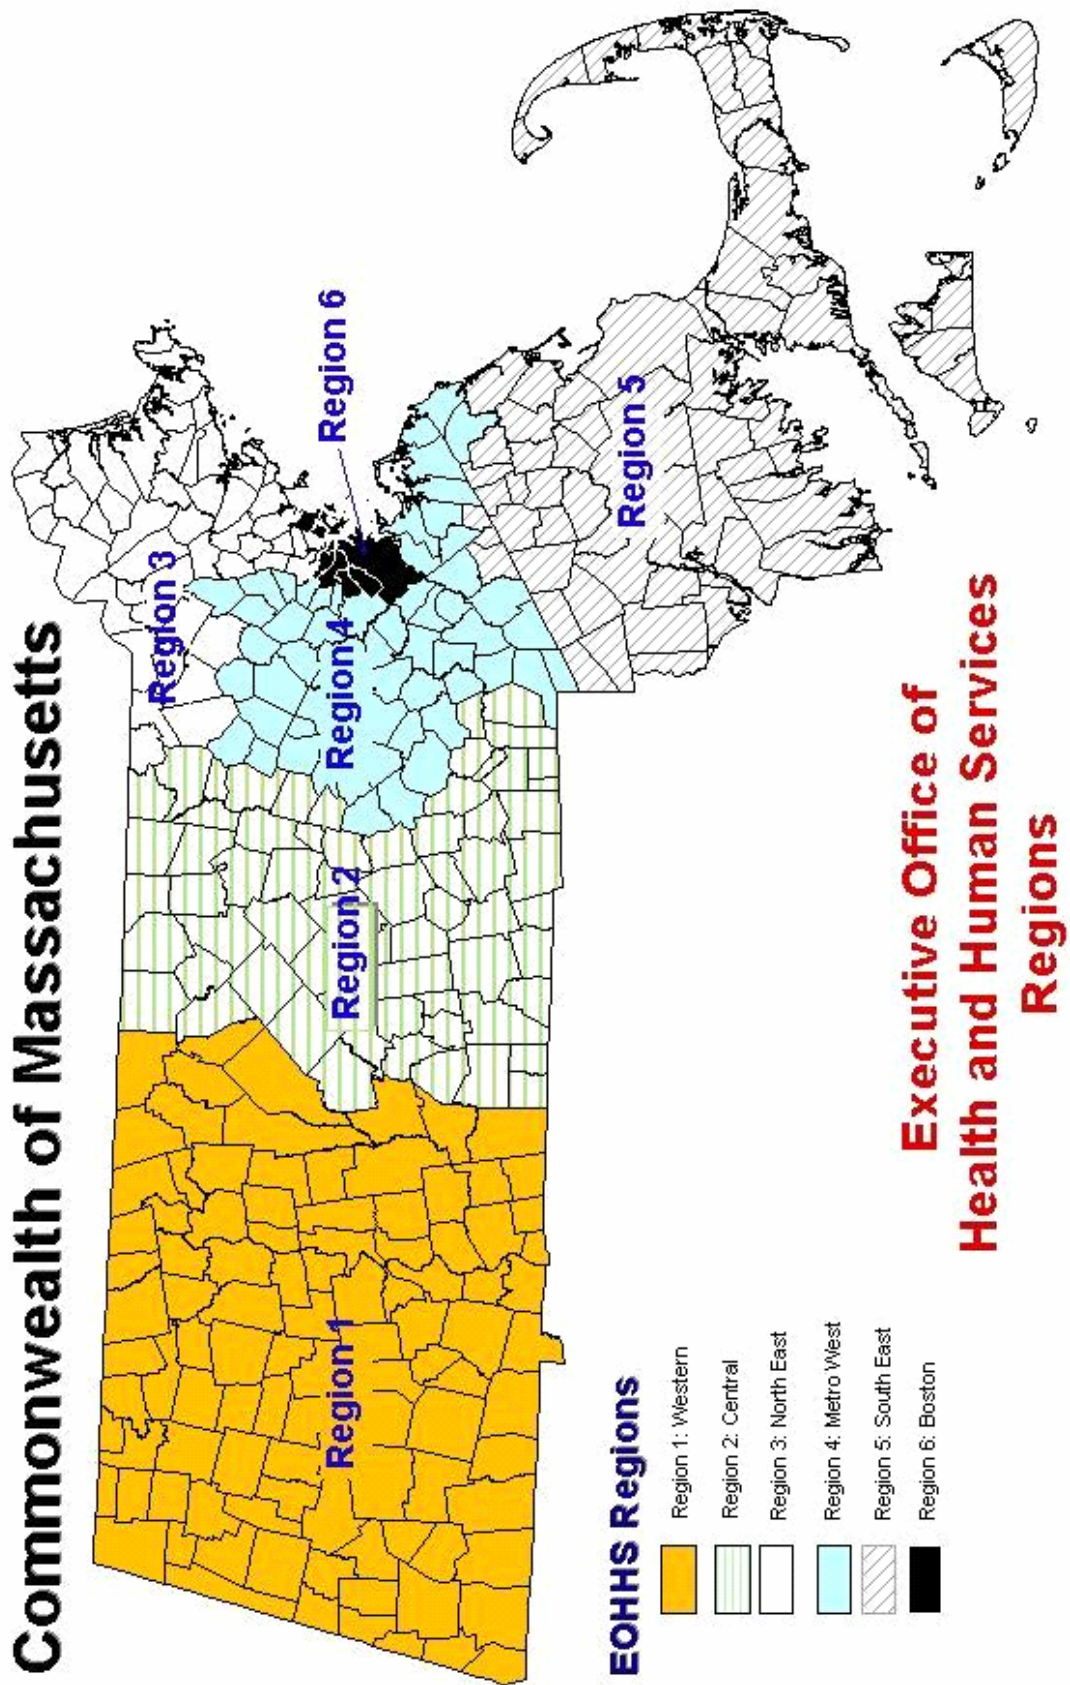 Commonwealth of Massachusetts
Region 1
Region 2
Region 3
Region 4
Region 5
Region 6
EOHHS Regions
Region 1: Western
Region 2: Central
Region 3: North East
Region 4: Metro West
Region 5: South East
Region 6: Boston
Executive Office of
Health and Human Services
Regions